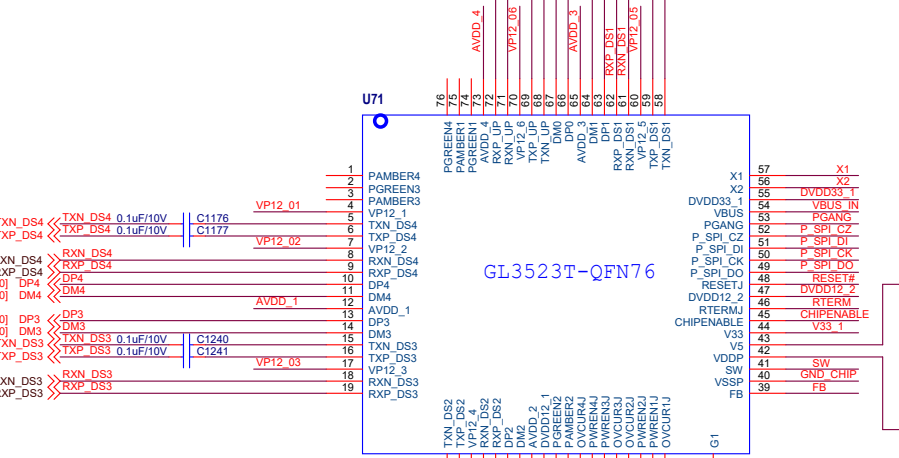 AVDD_4
VP12_06
AVDD_3
RXP_DS1
RXN_DS1
VP12_05
U71
76
75
74
73
72
71
70
69
68
67
66
65
64
63
62
61
60
59
58
PGREEN4
PAMBER1
PGREEN1
AVDD_4
RXP_UP
RXN_UP
VP12_6
TXP_UP
TXN_UP
DM0
DP0
AVDD_3
DM1
DP1
RXP_DS1
RXN_DS1
VP12_5
TXP_DS1
TXN_DS1
1 PAMBER4
2 PGREEN3
3 PAMBER3
VP12_01 4 VP12_1
TXN_DS4 TXN_DS4 0.1uF/10V C1176 5 TXN_DS4
TXP_DS4 TXP_DS4 0.1uF/10V C1177 6 TXP_DS4
VP12_02 7 VP12_2
RXN_DS4 8 RXN_DS4
RXP_DS4 RXP_DS4 9 RXP_DS4
DP4 DP4 10 DP4
DM4 DM4 11 DM4
AVDD_1 12 AVDD_1
DP3 DP3 13 DP3
DM3 DM3 14 DM3
TXN_DS3 0.1uF/10V C1240 15 TXN_DS3
TXP_DS3 TXP_DS3 0.1uF/10V C1241 16 TXP_DS3
VP12_03 17 VP12_3
RXN_DS3 18 RXN_DS3
RXP_DS3 19 RXP_DS3
GL3523T-QFN76
X1 57 X1
X2 56 X2
DVDD33_1 55 DVDD33_1
VBUS 54 VBUS_IN
PGANG 53 PGANG
P_SPI_CZ 52 P_SPI_CZ
P_SPI_DI 51 P_SPI_DI
P_SPI_CK 50 P_SPI_CK
P_SPI_DO 49 P_SPI_DO
RESETJ 48 RESET#
DVDD12_2 47 DVDD12_2
RTERMJ 46 RTERM
CHIPENABLE 45 CHIPENABLE
V33 44 V33_1
V5 43
VDDP 42
SW 41 SW
VSSP 40 GND_CHIP
FB 39 FB
TXN_DS2
TXP_DS2
VP12_4
RXN_DS2
RXP_DS2
DP2
DM2
AVDD_2
DVDD12_1
PGREEN2
PAMBER2
OVCUR4J
PWREN4J
PWREN3J
OVCUR3J
OVCUR2J
PWREN2J
PWREN1J
OVCUR1J
G1